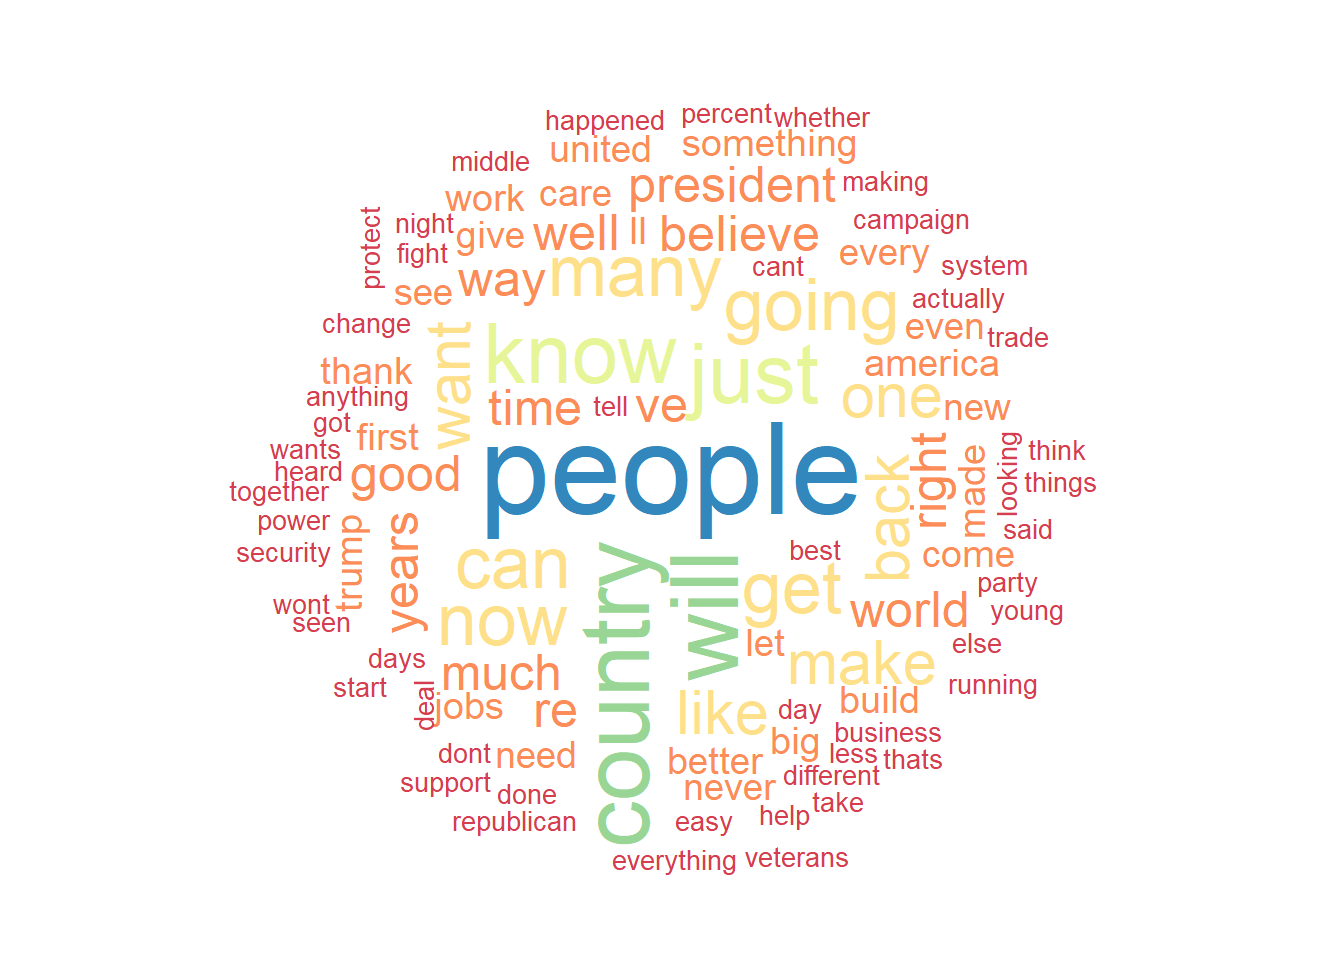 happened
percent
whether
united
something
middle
president
making
work
care
protect
night
give
well
ll
believe
campaign
fight
way
many
cant
every
system
see
going
actually
change
want
know
just
even
trade
thank
america
anything
time
tell
ve
one
new
got
first
wants
heard
good
people
back
right
made
looking
think
things
together
power
trump
years
said
security
can
country
will
best
get
come
party
wont
seen
now
world
young
days
much
let
make
else
start
deal
jobs
re
like
day
build
running
dont
need
better
big
business
less
thats
support
done
never
different
take
republican
easy
help
everything
veterans